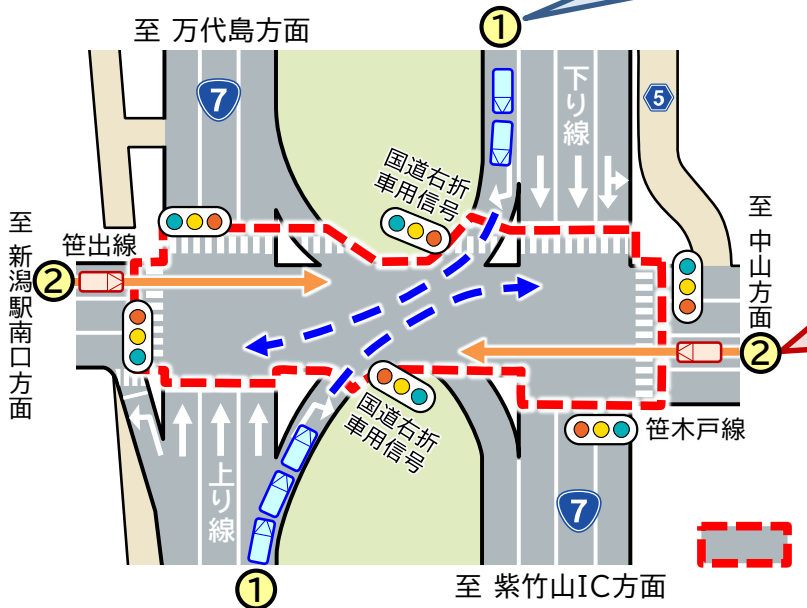 至 万代島方面
①
7
下り線
5
国道右折
車用信号
至 新潟駅南口方面
笹出線
②
至 中山方面
②
国道右折
車用信号
笹木戸線
上り線
7
①
至 紫竹山IC方面